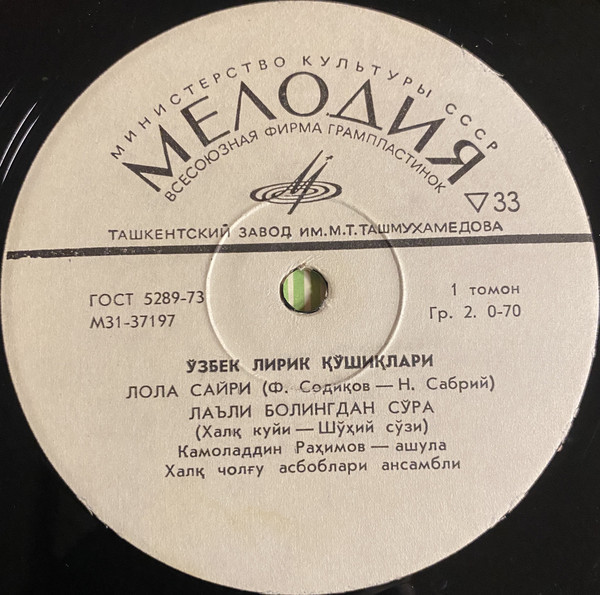 МИНИСТЕРСТВО КУЛЬТУРЫ СССР
МЕЛОДИЯ
ВСЕСОЮЗНАЯ ФИРМА ГРАМПЛАСТИНОК
▽33
ТАШКЕНТСКИЙ ЗАВОД ИМ.М.Т.ТАШМУХАМЕДОВА
ГОСТ 5289-73
М31-37197
1 томон
Гр. 2. 0-70
ЎЗБЕК ЛИРИК ҚЎШИҚЛАРИ
ЛОЛА САЙРИ (Ф. Содиқов — Н. Сабрий)
ЛАЪЛИ БОЛИНГДАН СЎРА
(Халқ куйи — Шўҳий сўзи)
Камоладдин Раҳимов — ашула
Халқ чолғу асбоблари ансамбли